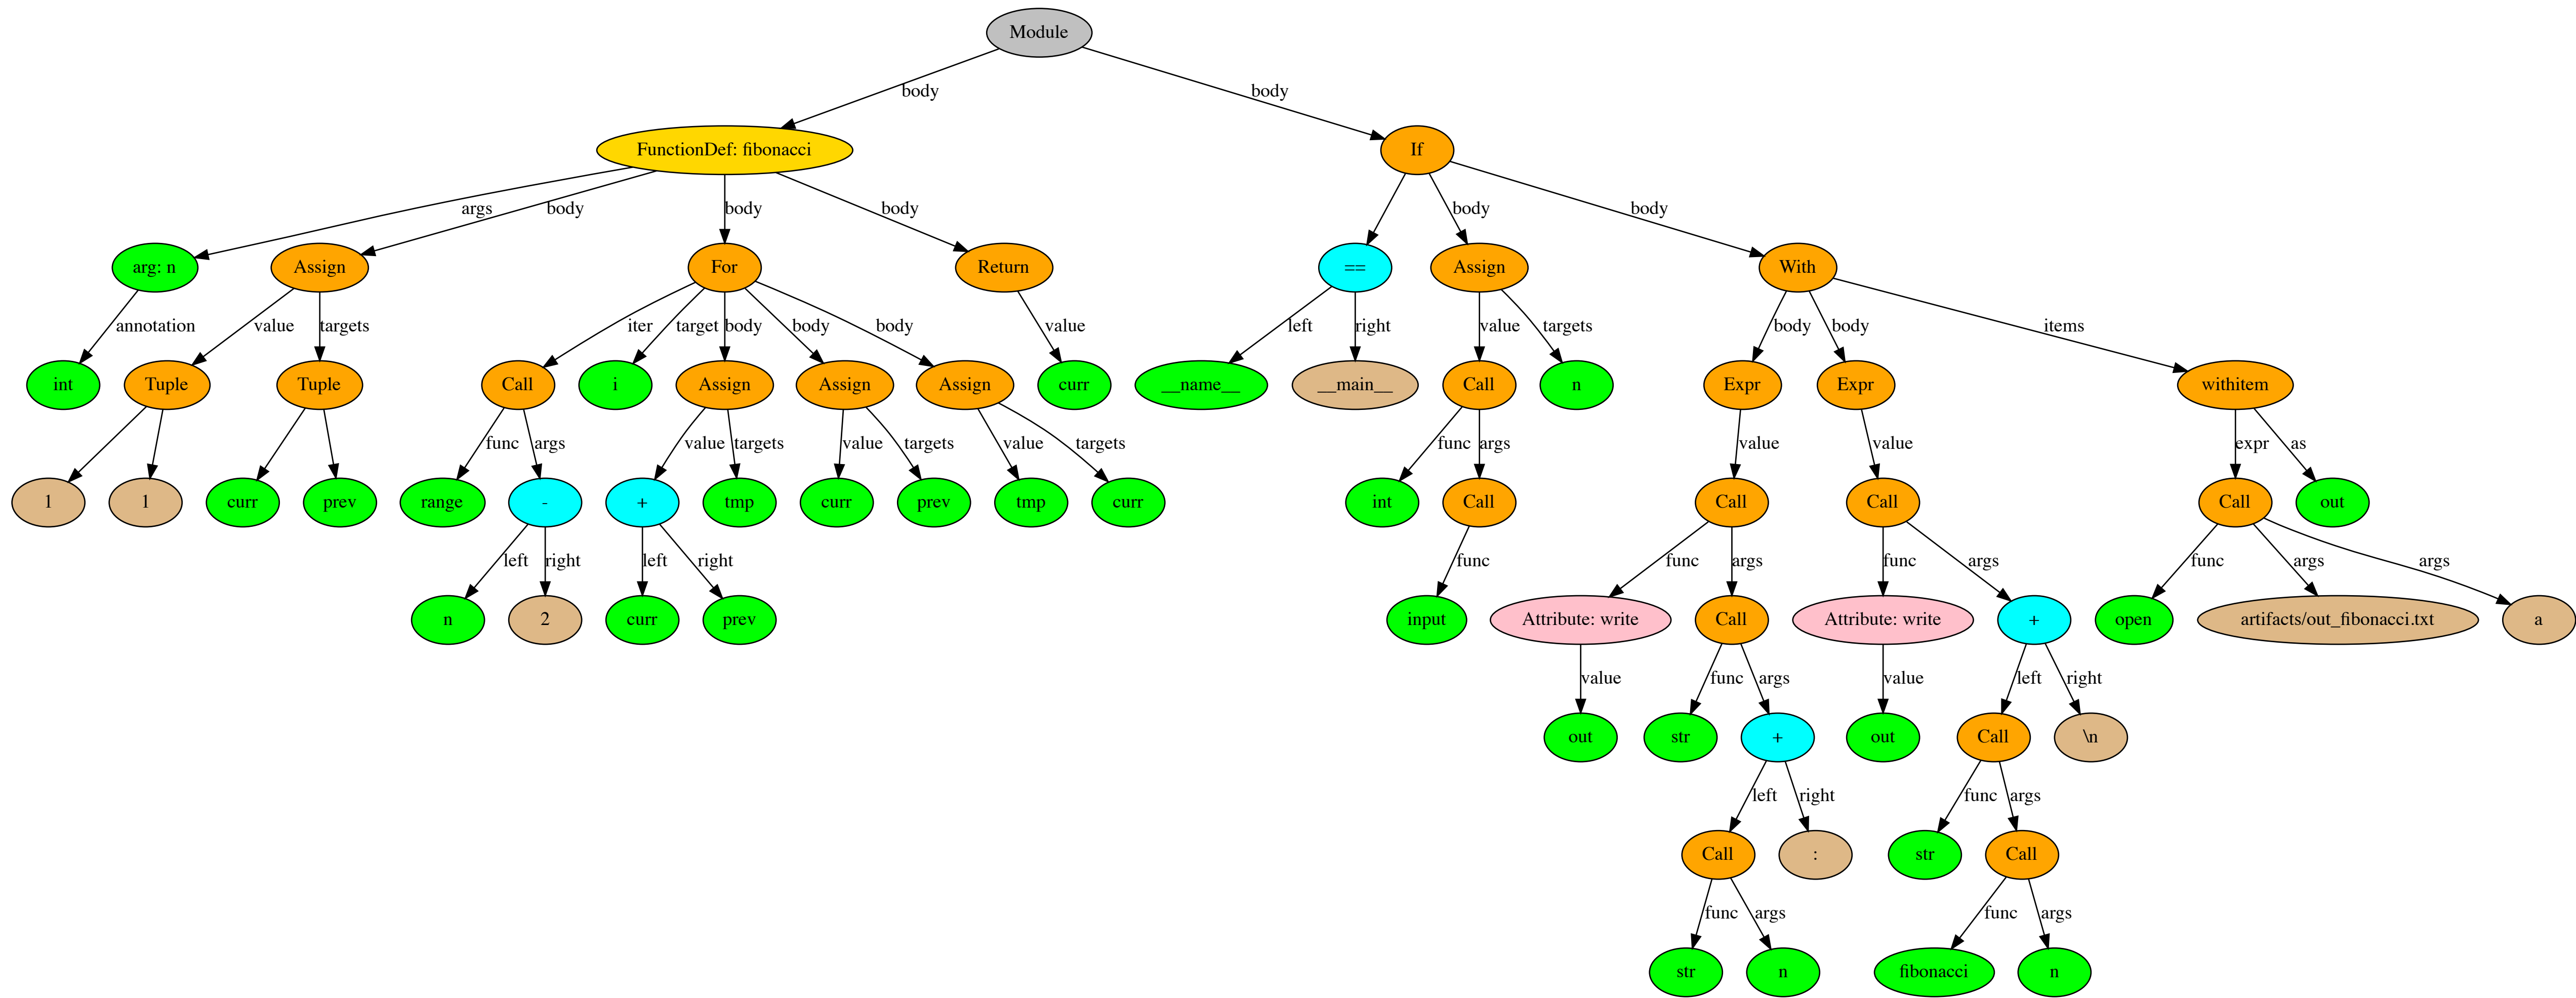 Module
body
body
FunctionDef: fibonacci
If
args
body
body
body
body
body
arg: n
Assign
For
Return
==
Assign
With
annotation
value
targets
iter
target
body
body
body
value
left
right
value
targets
body
body
items
int
Tuple
Tuple
Call
i
Assign
Assign
Assign
curr
__name__
__main__
Call
n
Expr
Expr
withitem
func
args
value
targets
value
targets
value
targets
func
args
value
value
expr
as
1
1
curr
prev
range
-
+
tmp
curr
prev
tmp
curr
int
Call
Call
Call
Call
out
left
right
left
right
func
func
args
func
args
func
args
args
n
2
curr
prev
input
Attribute: write
Call
Attribute: write
+
open
artifacts/out_fibonacci.txt
a
value
func
args
value
left
right
out
str
+
out
Call
\n
left
right
func
args
Call
:
str
Call
func
args
func
args
str
n
fibonacci
n